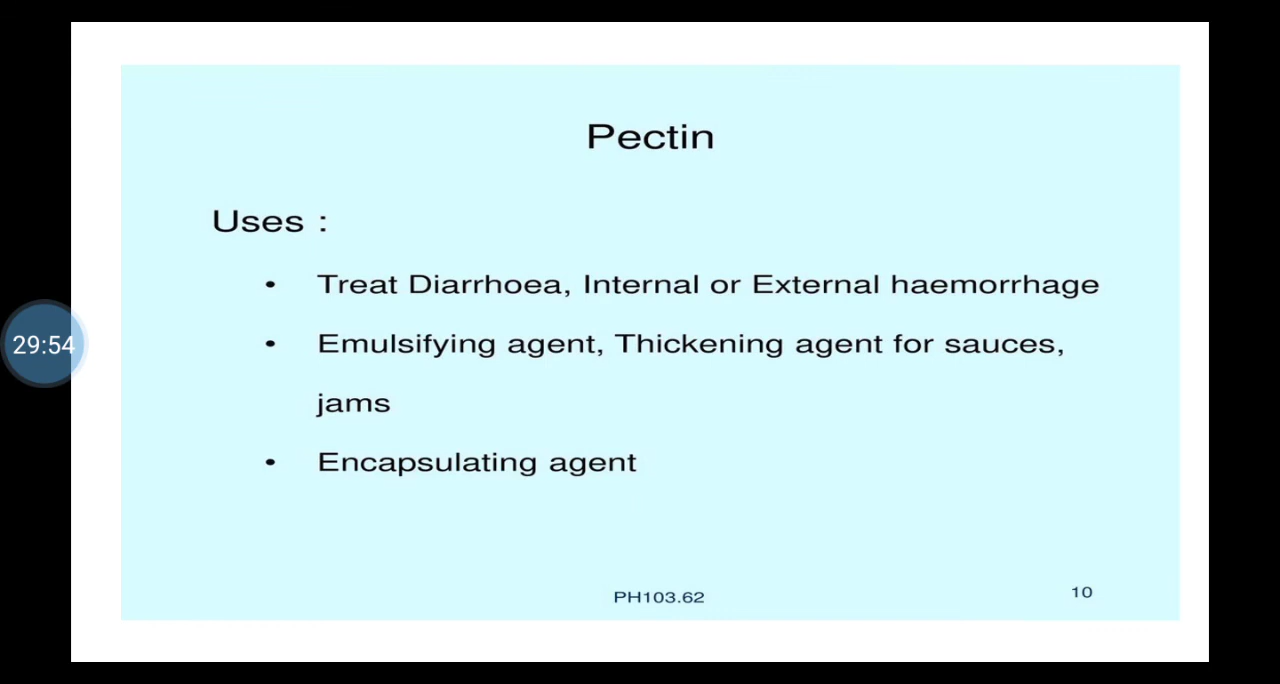 Pectin
Uses :
• Treat Diarrhoea, Internal or External haemorrhage
• Emulsifying agent, Thickening agent for sauces,
jams
• Encapsulating agent
29:54
PH103.62
10